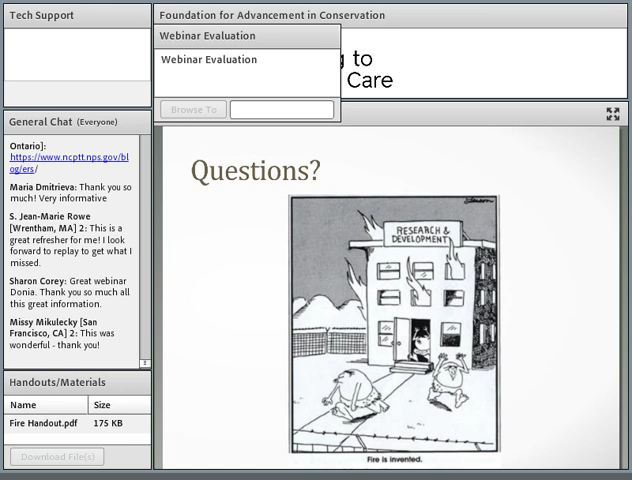 Tech Support
Foundation for Advancement in Conservation
Webinar Evaluation
Webinar Evaluation
Browse To
to
Care
General Chat (Everyone)
Ontario]:
https://www.ncptt.nps.gov/bl
og/ers/
Maria Dmitrieva: Thank you so
much! Very informative
S. Jean-Marie Rowe
[Wrentham, MA] 2: This is a
great refresher for me! I look
forward to replay to get what I
missed.
Sharon Corey: Great webinar
Donia. Thank you so much all
this great information.
Missy Mikulecky [San
Francisco, CA] 2: This was
wonderful - thank you!
Handouts/Materials
Name Size
Fire Handout.pdf 175 KB
Download File(s)
Questions?
RESEARCH &
DEVELOPMENT
Fire is invented.